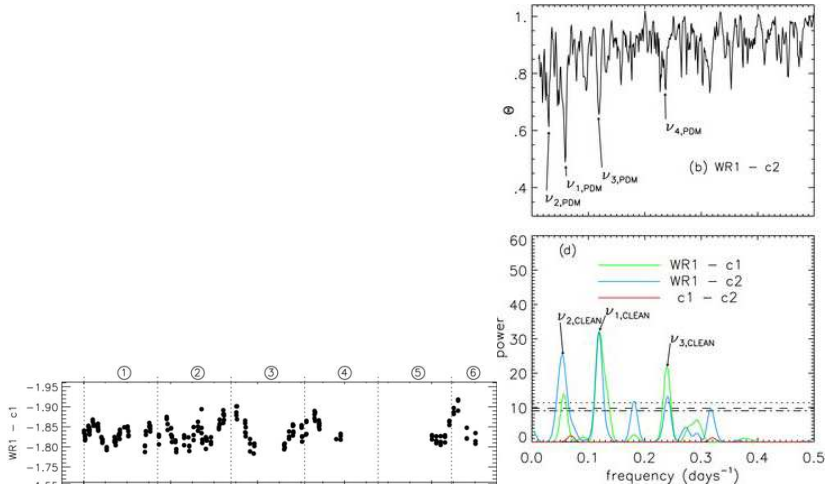 1.
.8
.6
.4
Θ
ν4,PDM
ν3,PDM
ν1,PDM
ν2,PDM
(b) WR1 − c2
60
50
40
30
20
10
0
power
(d)
WR1 − c1
WR1 − c2
c1 − c2
ν2,CLEAN
ν1,CLEAN
ν3,CLEAN
0.0 0.1 0.2 0.3 0.4 0.5
frequency (days⁻¹)
① ② ③ ④ ⑤ ⑥
−1.95
−1.90
−1.85
−1.80
−1.75
WR1 − c1